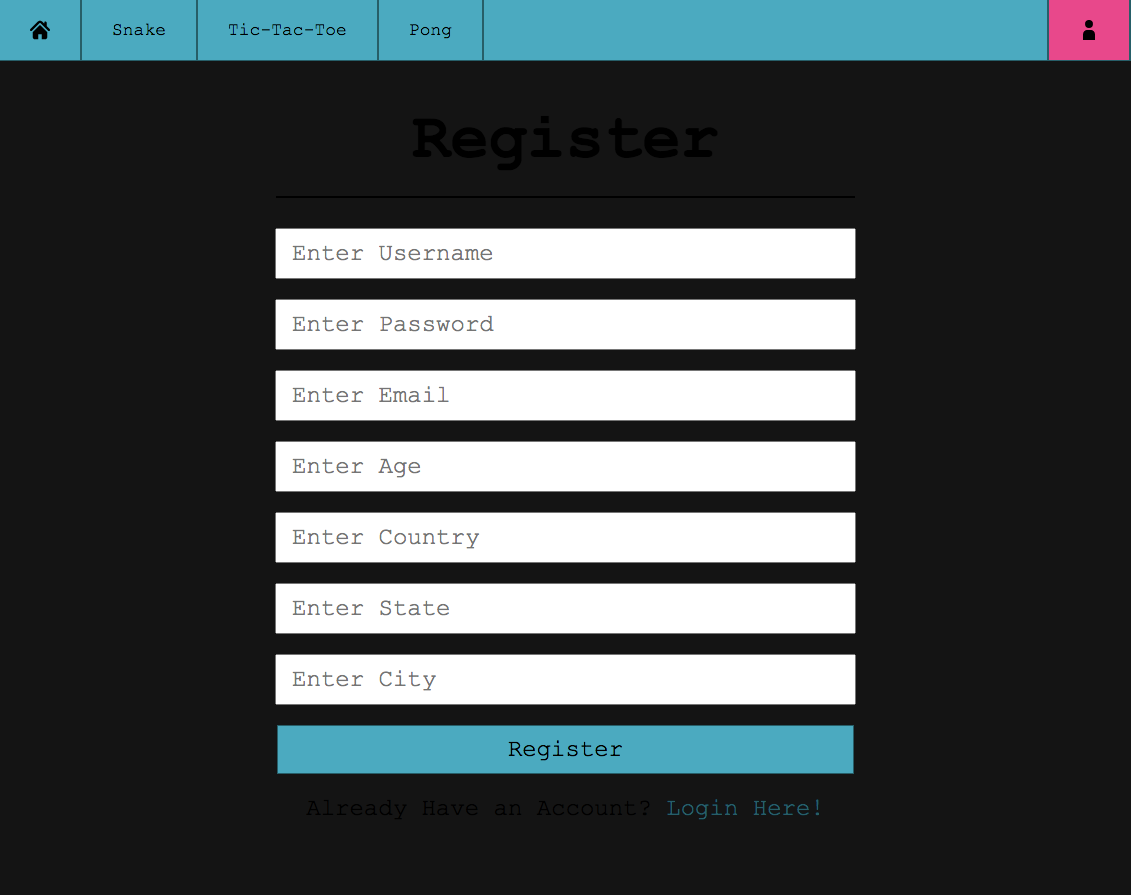 Snake Tic-Tac-Toe Pong
Register
Enter Username
Enter Password
Enter Email
Enter Age
Enter Country
Enter State
Enter City
Register
Already Have an Account? Login Here!